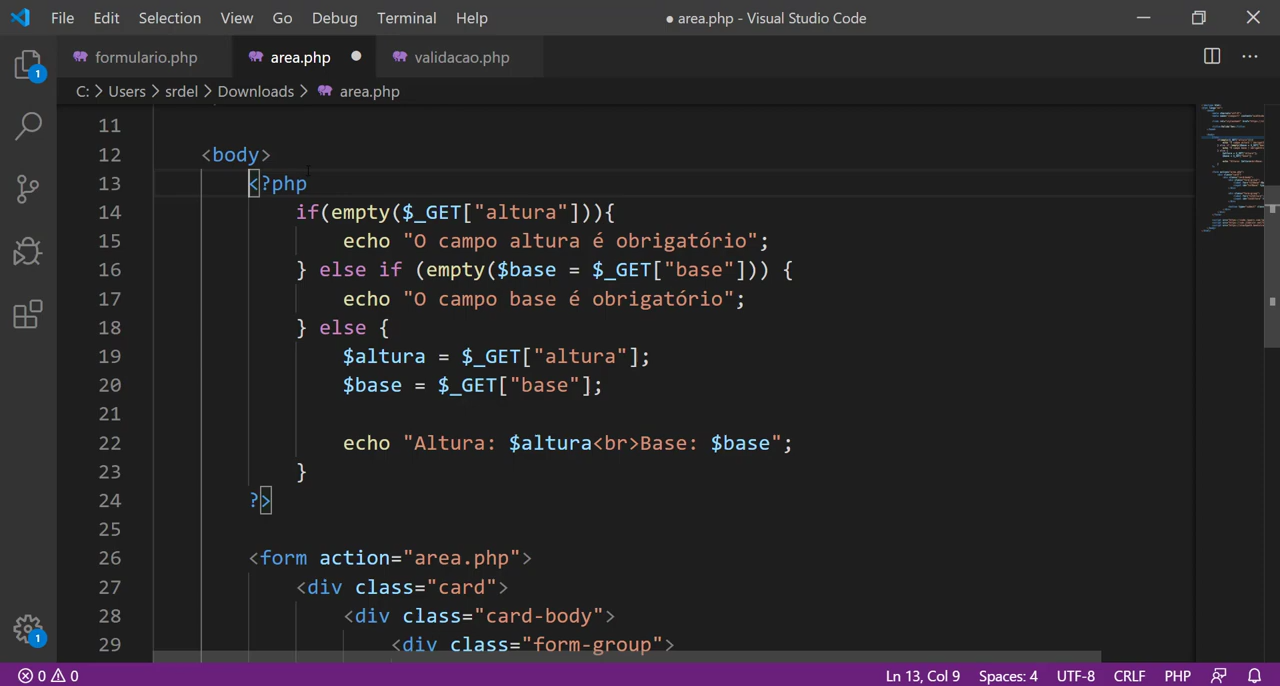 File Edit Selection View Go Debug Terminal Help ● area.php - Visual Studio Code
formulario.php area.php validacao.php
C: > Users > srdel > Downloads > area.php
1
11
12 <body>
13 <?php
14 if(empty($_GET["altura"])){
15 echo "O campo altura é obrigatório";
16 } else if (empty($base = $_GET["base"])) {
17 echo "O campo base é obrigatório";
18 } else {
19 $altura = $_GET["altura"];
20 $base = $_GET["base"];
21
22 echo "Altura: $altura<br>Base: $base";
23 }
24 ?>
25
26 <form action="area.php">
27 <div class="card">
28 <div class="card-body">
29 <div class="form-group">
1
0 0 Ln 13, Col 9 Spaces: 4 UTF-8 CRLF PHP